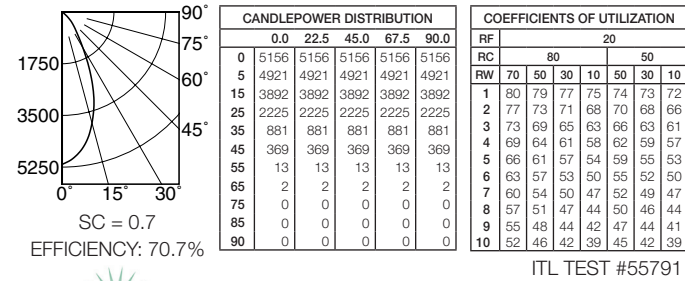 90°
75°
60°
45°
1750
3500
5250
0° 15° 30°
SC = 0.7
EFFICIENCY: 70.7%
CANDLEPOWER DISTRIBUTION
0.0 22.5 45.0 67.5 90.0
0 5156 5156 5156 5156 5156
5 4921 4921 4921 4921 4921
15 3892 3892 3892 3892 3892
25 2225 2225 2225 2225 2225
35 881 881 881 881 881
45 369 369 369 369 369
55 13 13 13 13 13
65 2 2 2 2 2
75 0 0 0 0 0
85 0 0 0 0 0
90 0 0 0 0 0
COEFFICIENTS OF UTILIZATION
RF 20
RC 80 50
RW 70 50 30 10 50 30 10
1 80 79 77 75 74 73 72
2 77 73 71 68 70 68 66
3 73 69 65 63 66 63 61
4 69 64 61 58 62 59 57
5 66 61 57 54 59 55 53
6 63 57 53 50 55 52 50
7 60 54 50 47 52 49 47
8 57 51 47 44 50 46 44
9 55 48 44 42 47 44 41
10 52 46 42 39 45 42 39
ITL TEST #55791